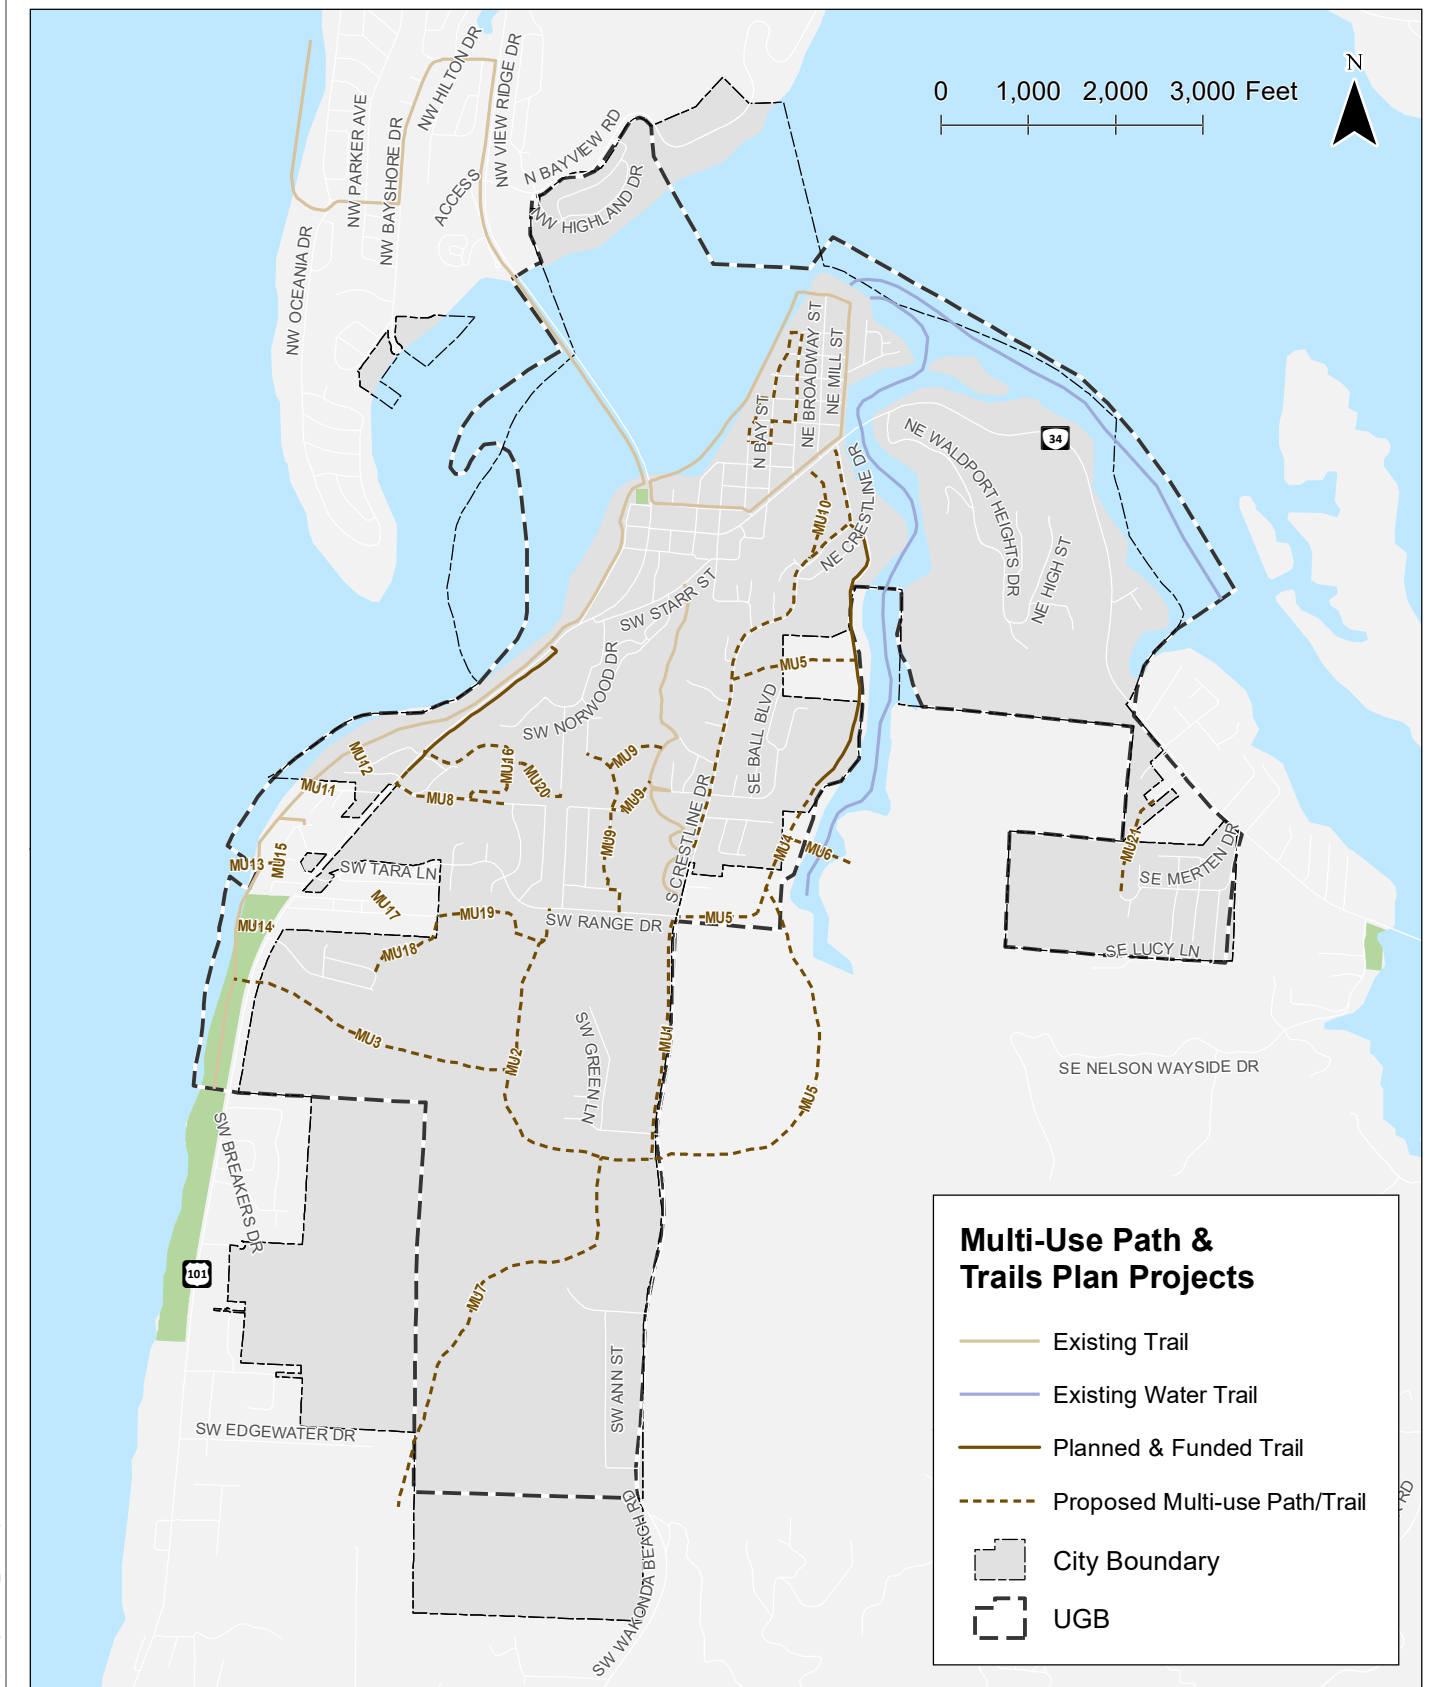 N
0 1,000 2,000 3,000 Feet
NW HILTON DR
NW VIEW RIDGE DR
NW PARKER AVE
NW BAYSHORE DR
ACCESS
N BAYVIEW RD
NW HIGHLAND DR
NW OCEANIA DR
NE BROADWAY ST
NE MILL ST
N BAY ST
34
NE WALDPORT HEIGHTS DR
NE CRESTLINE DR
MU10
NE HIGH ST
SW STARR ST
SW NORWOOD DR
MU5
SE BALL BLVD
MU12
MU16
MU20
MU9
MU11
MU8
MU9
S CRESTLINE DR
MU9
MU4
MU6
MU21
SE MERTEN DR
MU13
MU15
SW TARA LN
MU17
MU19
SW RANGE DR
MU5
MU14
MU18
SE LUCY LN
MU3
MU2
SW GREEN LN
MU1
MU5
SE NELSON WAYSIDE DR
SW BREAKERS DR
101
MU7
SW ANN ST
SW EDGEWATER DR
SW WAKONDA BEACH RD
RD
Multi-Use Path &
Trails Plan Projects
Existing Trail
Existing Water Trail
Planned & Funded Trail
Proposed Multi-use Path/Trail
City Boundary
UGB